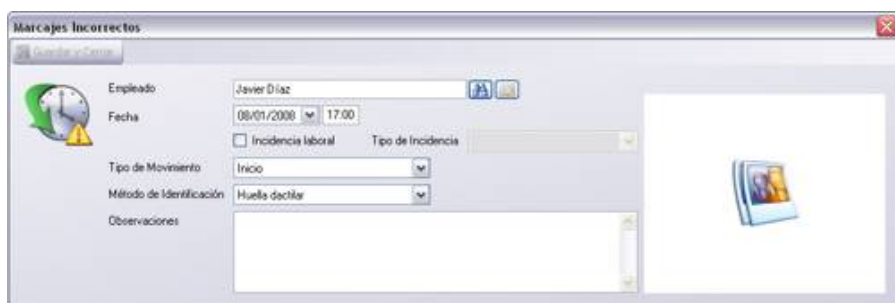 Marcajes Incorrectos
Guardar y Cerrar
Empleado Javier Díaz
Fecha 08/01/2008 17:00
Incidencia laboral Tipo de Incidencia
Tipo de Movimiento Inicio
Método de Identificación Huella dactilar
Observaciones